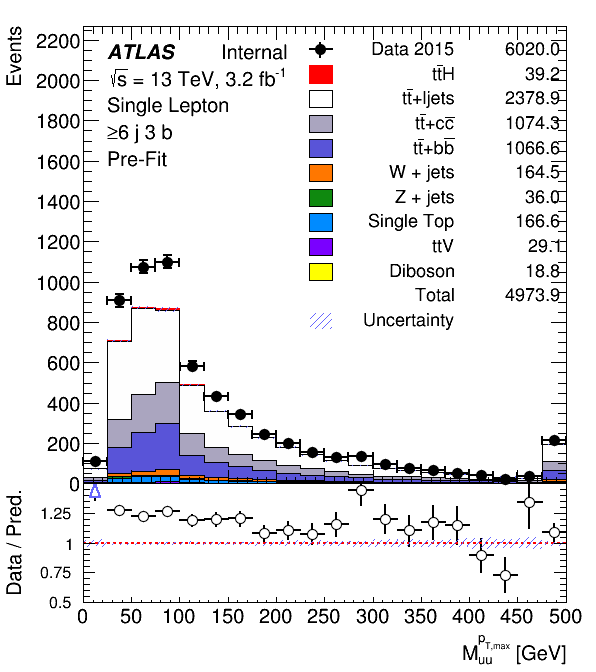 Events
2200
2000
1800
1600
1400
1200
1000
800
600
400
200
0
ATLAS Internal
√s = 13 TeV, 3.2 fb⁻¹
Single Lepton
≥6 j 3 b
Pre-Fit
Data 2015 6020.0
tt̄H 39.2
tt̄+ljets 2378.9
tt̄+cc̄ 1074.3
tt̄+bb̄ 1066.6
W + jets 164.5
Z + jets 36.0
Single Top 166.6
ttV 29.1
Diboson 18.8
Total 4973.9
Uncertainty
Data / Pred.
1.25
1
0.75
0.5
0 50 100 150 200 250 300 350 400 450 500
M_uu^{p_T,max} [GeV]